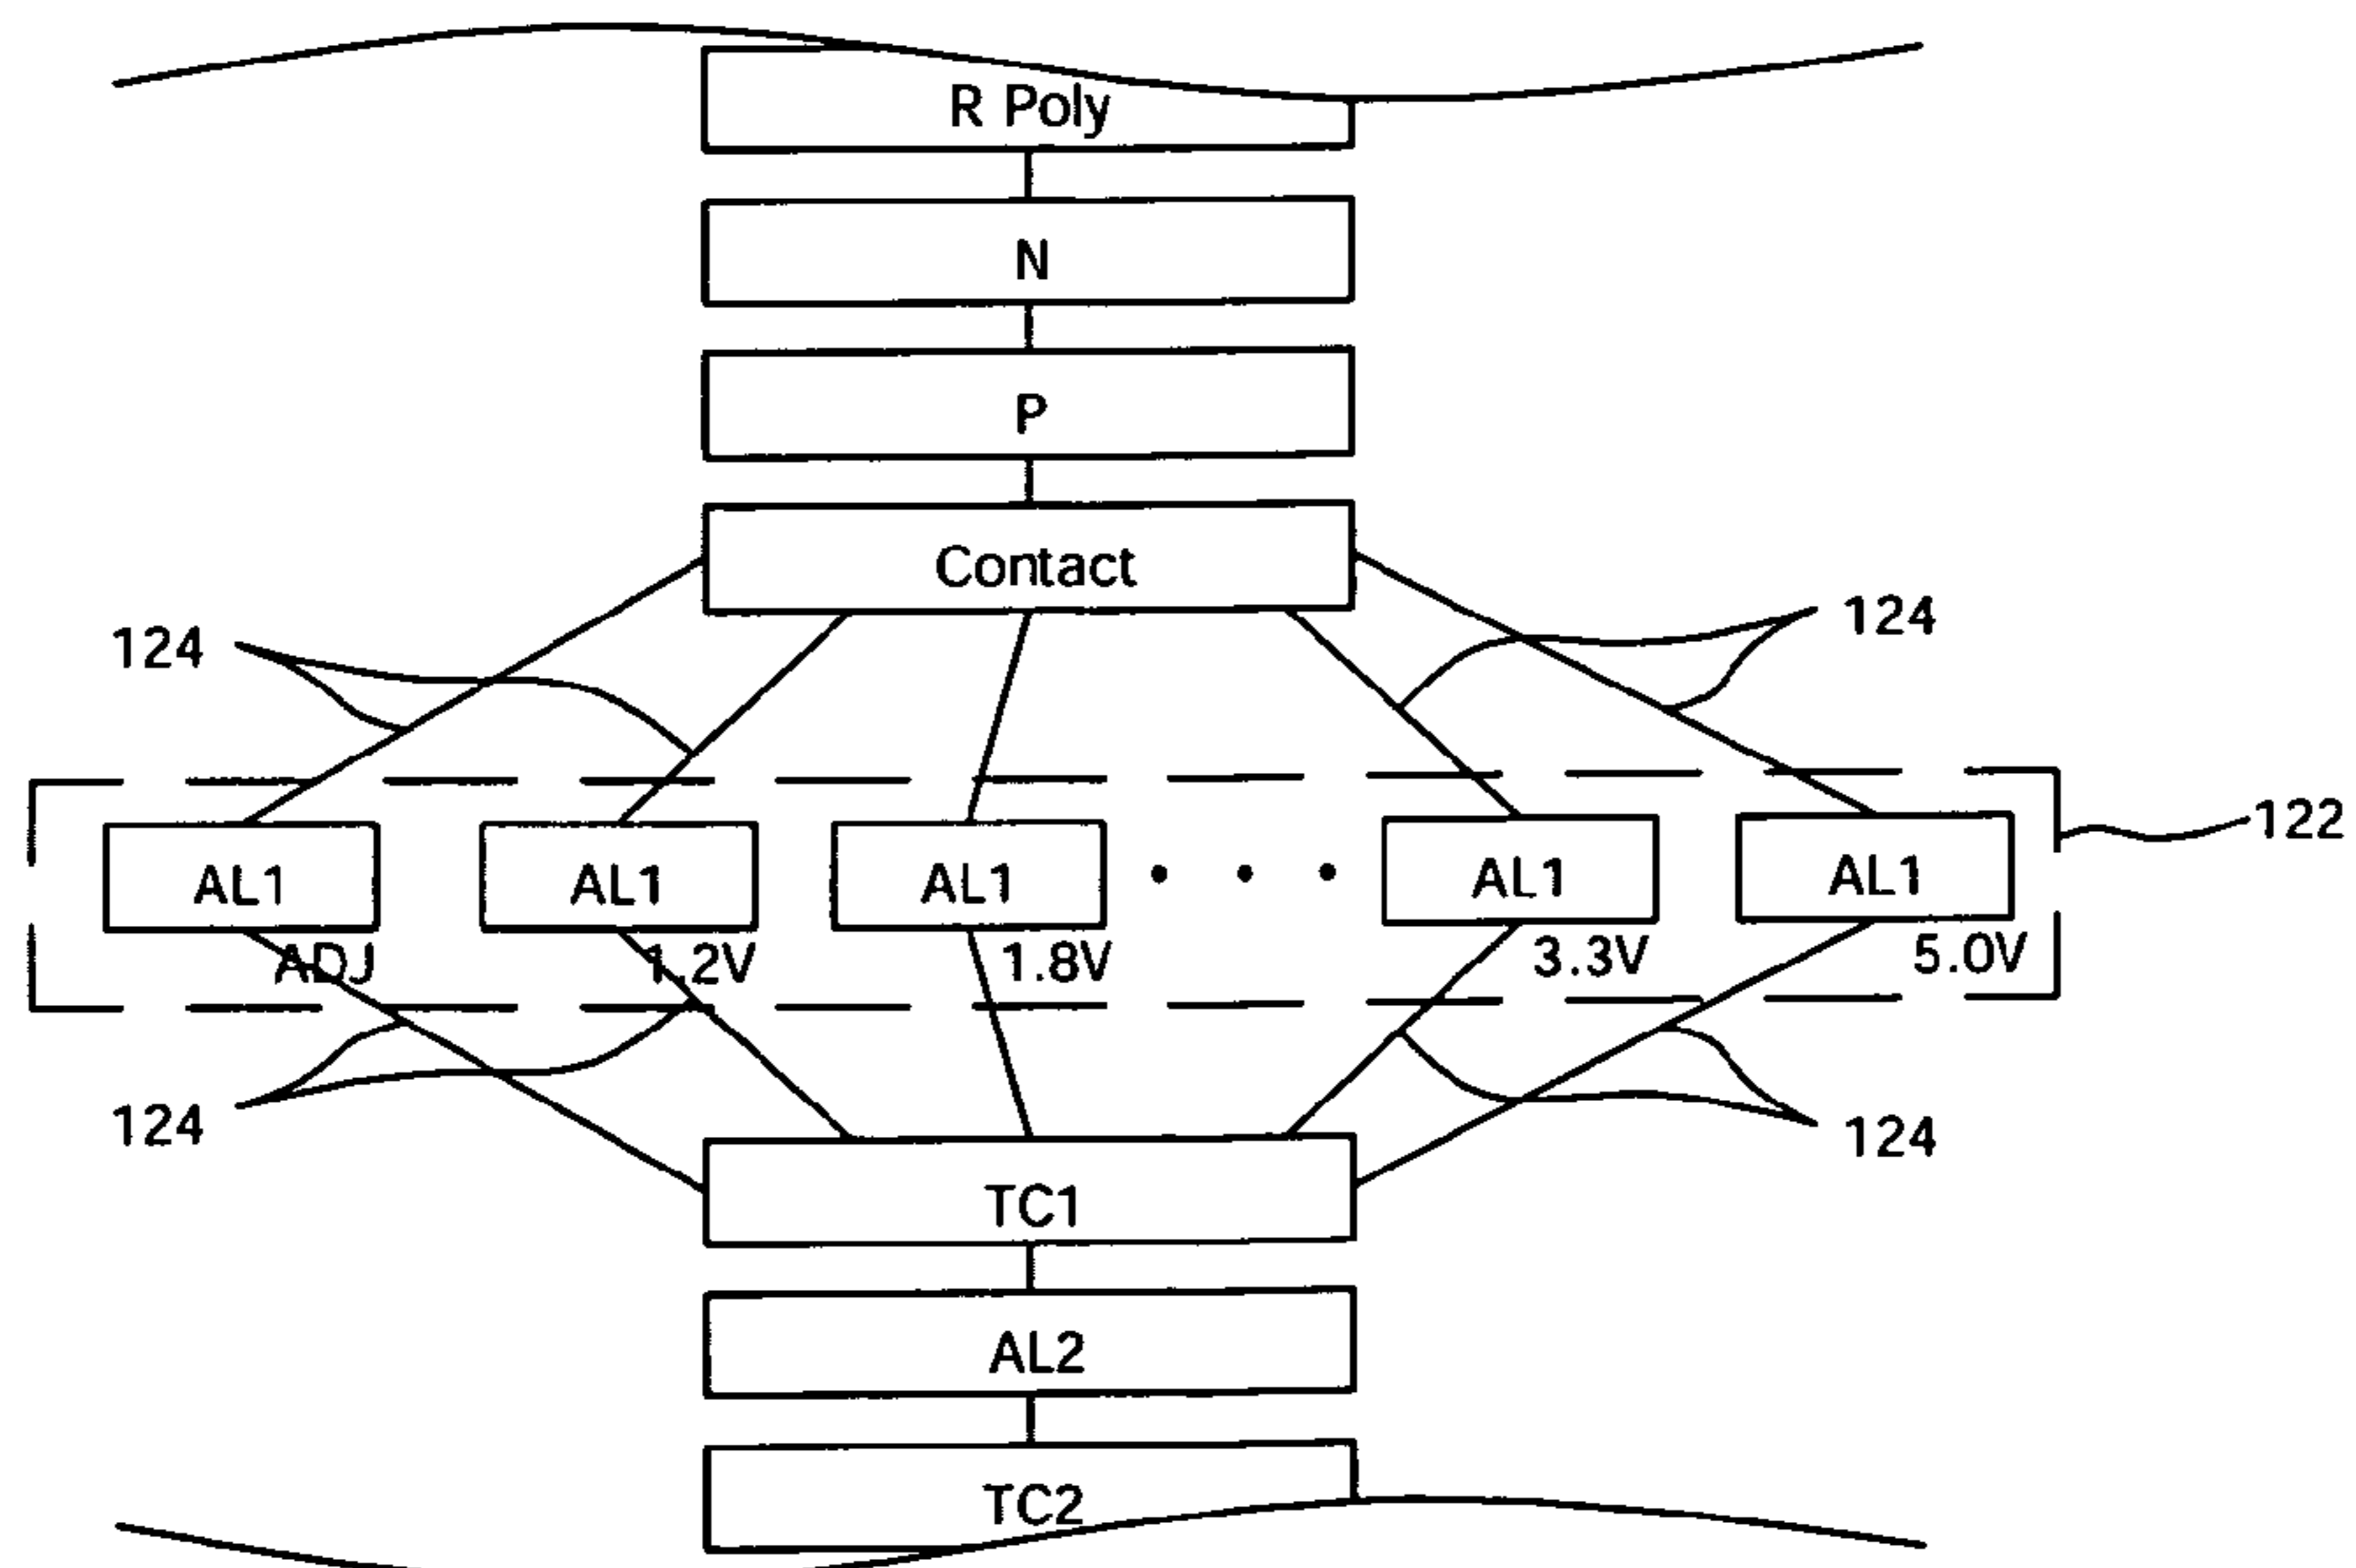 R Poly
N
P
Contact
124
124
122
AL1
AL1
AL1
AL1
AL1
ADJ
1.2V
1.8V
3.3V
5.0V
124
124
TC1
AL2
TC2